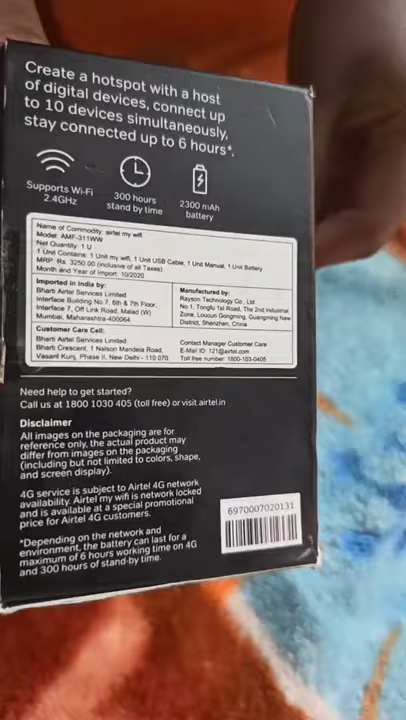 Create a hotspot with a host
of digital devices, connect up
to 10 devices simultaneously,
stay connected up to 6 hours*.
Supports Wi-Fi
2.4GHz
300 hours
stand by time
2300 mAh
battery
Name of Commodity: airtel my wifi
Model: AMF-311WW
Net Quantity: 1 U
1 Unit Contains: 1 Unit my wifi, 1 Unit USB Cable, 1 Unit Manual, 1 Unit Battery
MRP: Rs. 3250.00 (inclusive of all Taxes)
Month and Year of Import: 10/2020
Imported in India by:
Bharti Airtel Services Limited
Interface Building No 7, 6th & 7th Floor,
Interface 7, Off Link Road, Malad (W)
Mumbai, Maharashtra-400064
Manufactured by:
Rayson Technology Co., Ltd
No 1, Tongfu 1st Road, The 2nd Industrial
Zone, Loucun Gongming, Guangming New
District, Shenzhen, China
Customer Care Cell:
Bharti Airtel Services Limited
Bharti Crescent, 1 Nelson Mandela Road,
Vasant Kunj, Phase II, New Delhi - 110 070
Contact Manager Customer Care
E-Mail ID :121@airtel.com
Toll free number: 1800-103-0405
Need help to get started?
Call us at 1800 1030 405 (toll free) or visit airtel.in
Disclaimer
All images on the packaging are for
reference only, the actual product may
differ from images on the packaging
(including but not limited to colors, shape,
and screen display).
4G service is subject to Airtel 4G network
availability. Airtel my wifi is network locked
and is available at a special promotional
price for Airtel 4G customers.
*Depending on the network and
environment, the battery can last for a
maximum of 6 hours working time on 4G
and 300 hours of stand-by time.
6970007020131